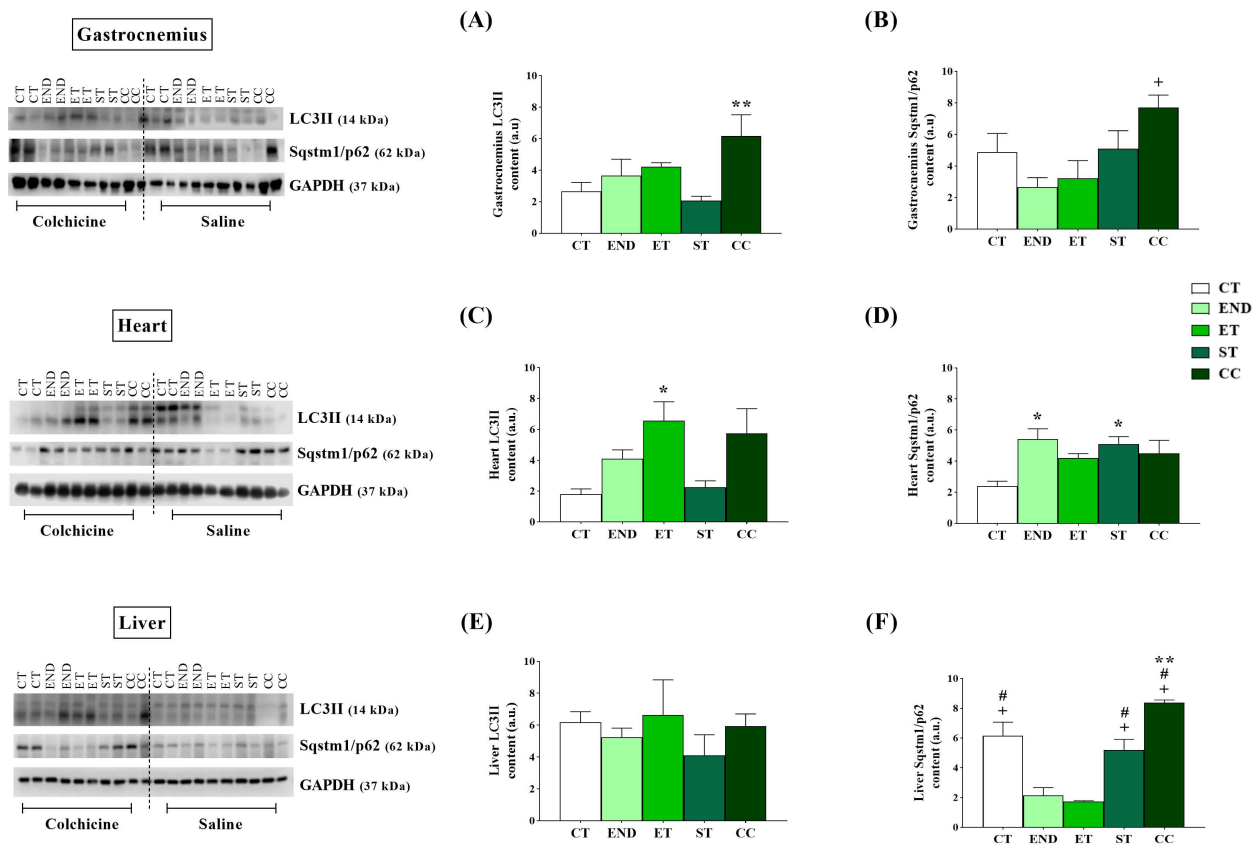 Gastrocnemius
CT CT END END ET ET ST ST CC CC CT CT END END ET ET ST ST CC CC
LC3II (14 kDa)
Sqstm1/p62 (62 kDa)
GAPDH (37 kDa)
Colchicine Saline
(A)
Gastrocnemius LC3II
content (a.u)
10
8
6
4
2
0
**
CT END ET ST CC
(B)
Gastrocnemius Sqstm1/p62
content (a.u)
10
8
6
4
2
0
+
CT END ET ST CC
Heart
CT CT END END ET ET ST ST CC CC CT CT END END ET ET ST ST CC CC
LC3II (14 kDa)
Sqstm1/p62 (62 kDa)
GAPDH (37 kDa)
Colchicine Saline
(C)
Heart LC3II
content (a.u.)
10
8
6
4
2
0
*
CT END ET ST CC
(D)
Heart Sqstm1/p62
content (a.u.)
10
8
6
4
2
0
* *
CT END ET ST CC
CT
END
ET
ST
CC
Liver
CT CT END END ET ET ST ST CC CC CT CT END END ET ET ST ST CC CC
LC3II (14 kDa)
Sqstm1/p62 (62 kDa)
GAPDH (37 kDa)
Colchicine Saline
(E)
Liver LC3II
content (a.u.)
10
8
6
4
2
0
CT END ET ST CC
(F)
Liver Sqstm1/p62
content (a.u.)
10
8
6
4
2
0
#
+
#
+
**
#
+
CT END ET ST CC